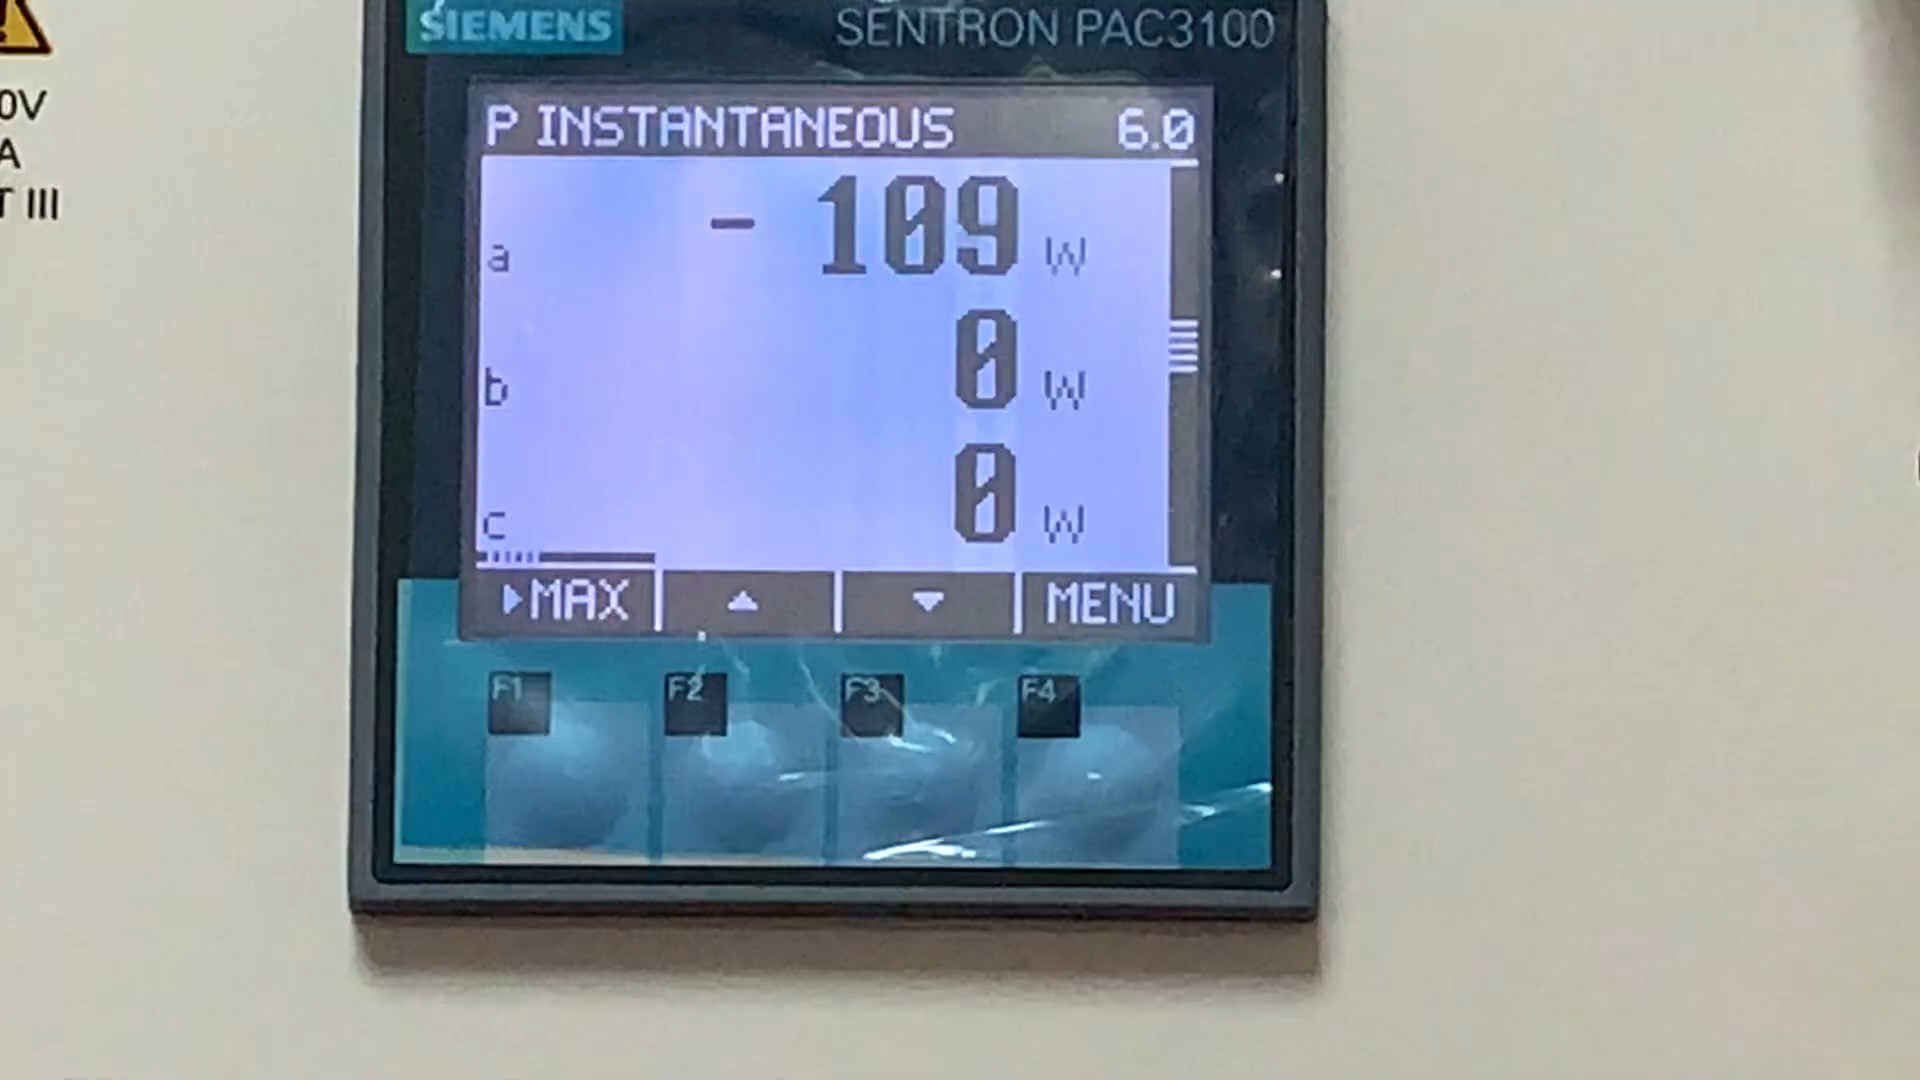 SIEMENS SENTRON PAC3100
0V
A
T III
P INSTANTANEOUS 6.0
a - 109 W
b 0 W
c 0 W
▶MAX ▲ ▼ MENU
F1 F2 F3 F4